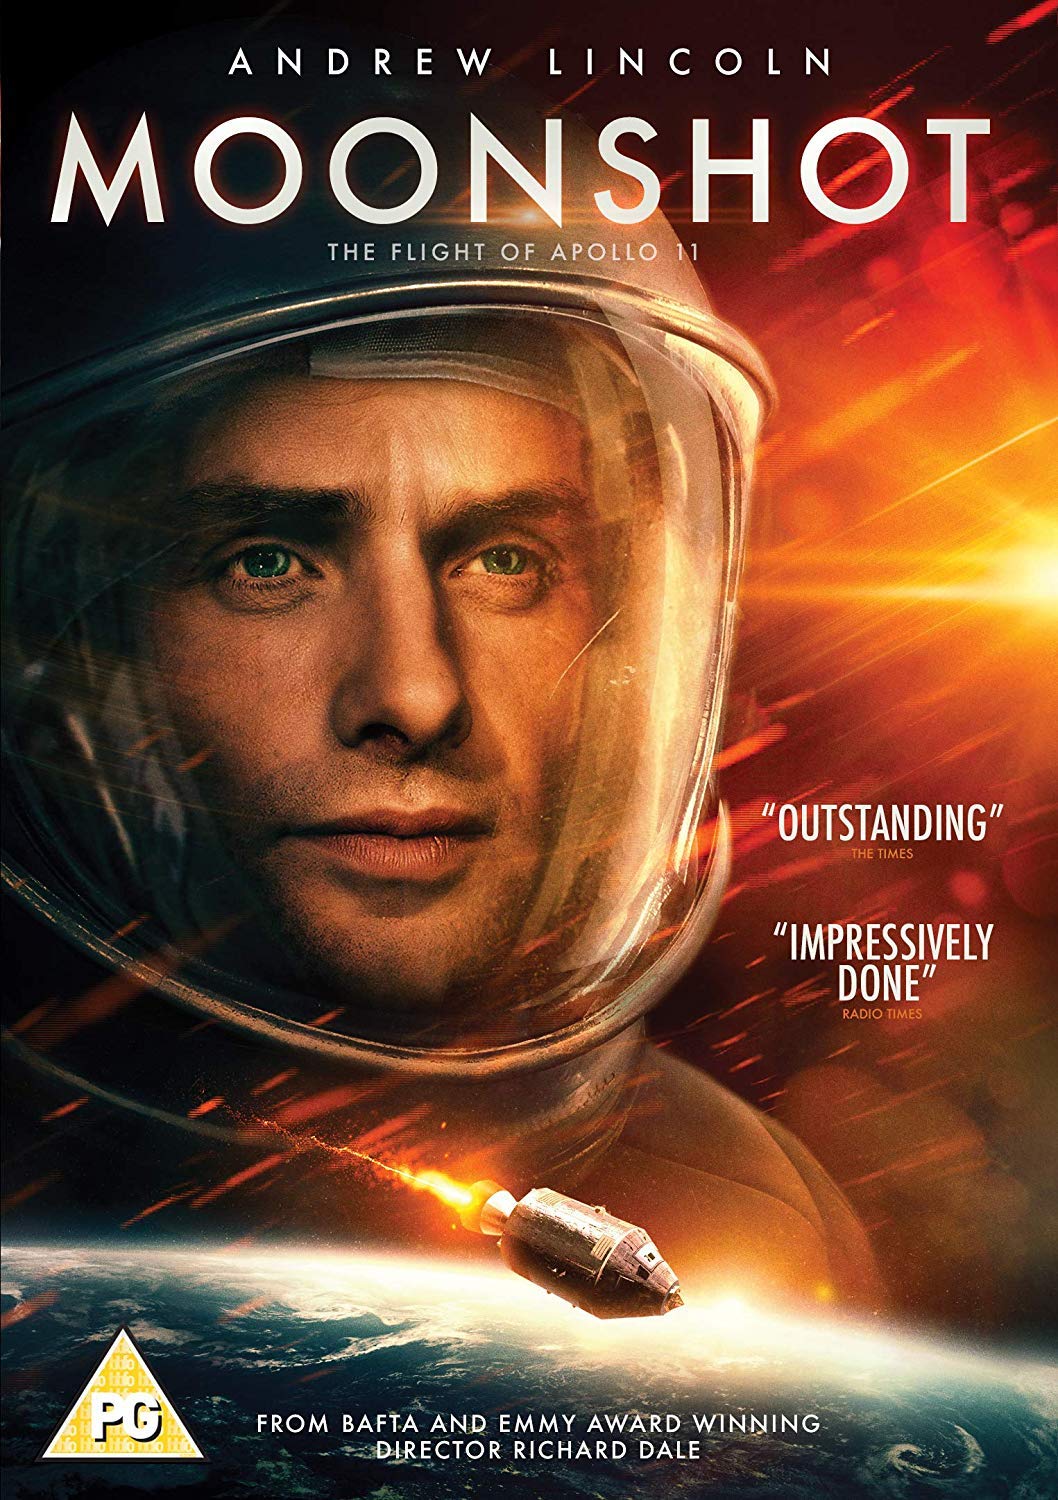 ANDREW LINCOLN
MOONSHOT
THE FLIGHT OF APOLLO 11
“OUTSTANDING”
THE TIMES
“IMPRESSIVELY
DONE”
RADIO TIMES
PG
FROM BAFTA AND EMMY AWARD WINNING
DIRECTOR RICHARD DALE